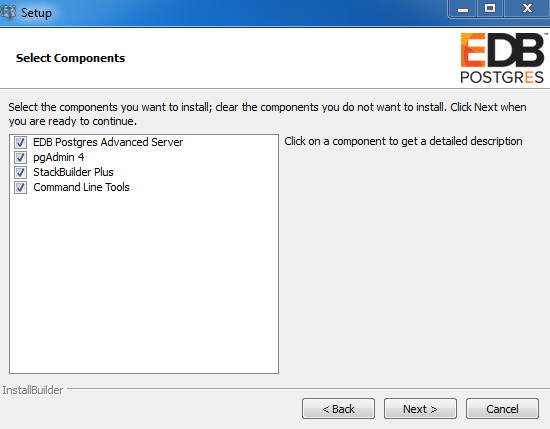 Setup
Select Components
EDB
POSTGRES
Select the components you want to install; clear the components you do not want to install. Click Next when
you are ready to continue.
EDB Postgres Advanced Server
pgAdmin 4
StackBuilder Plus
Command Line Tools
Click on a component to get a detailed description
InstallBuilder
< Back
Next >
Cancel